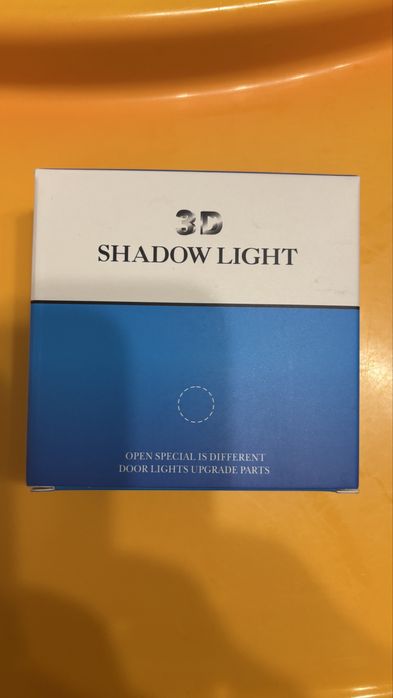 3D
SHADOW LIGHT
OPEN SPECIAL IS DIFFERENT
DOOR LIGHTS UPGRADE PARTS